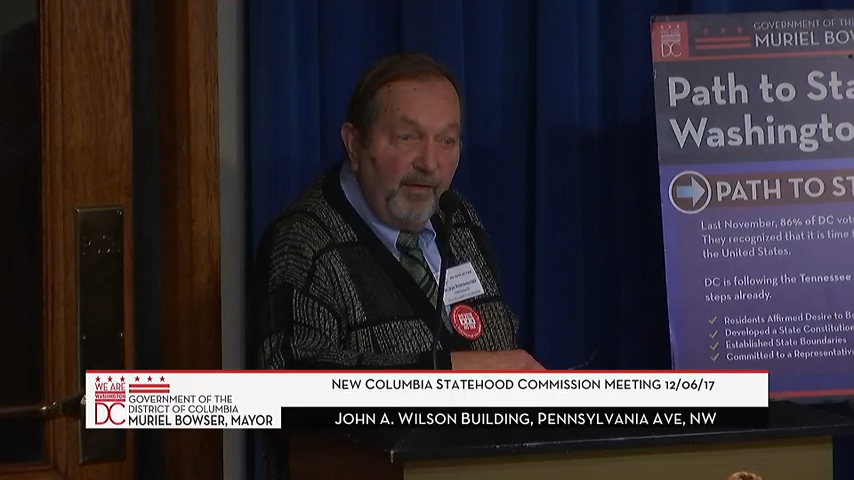 GOVERNMENT OF THE
MURIEL BOW
WE ARE
DC
Path to Sta
Washingto
PATH TO ST
Last November, 86% of DC vot
They recognized that it is time
the United States.
DC is following the Tennessee
steps already.
Residents Affirmed Desire to Be
Developed a State Constitution
Established State Boundaries
Committed to a Representativ
WE ARE
WASHINGTON
DC
GOVERNMENT OF THE
DISTRICT OF COLUMBIA
MURIEL BOWSER, MAYOR
NEW COLUMBIA STATEHOOD COMMISSION MEETING 12/06/17
JOHN A. WILSON BUILDING, PENNSYLVANIA AVE, NW